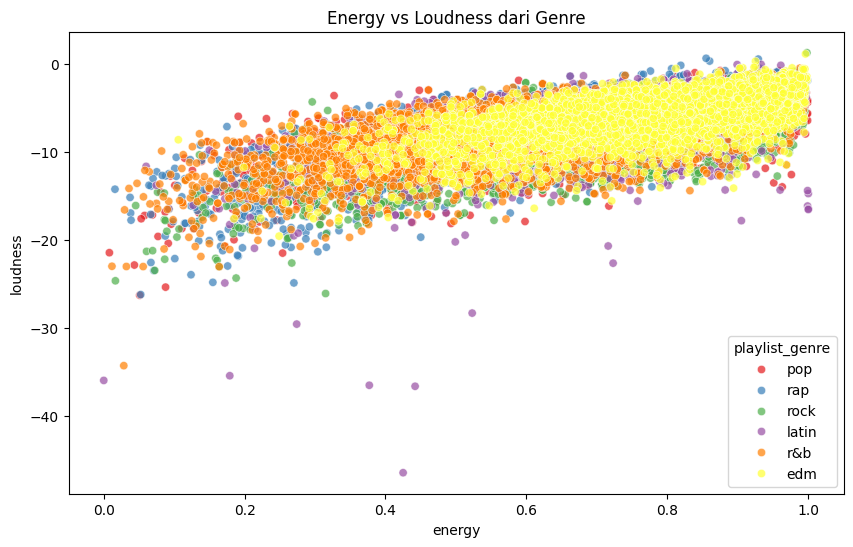 Energy vs Loudness dari Genre
loudness
0
−10
−20
−30
−40
0.0 0.2 0.4 0.6 0.8 1.0
energy
playlist_genre
pop
rap
rock
latin
r&b
edm